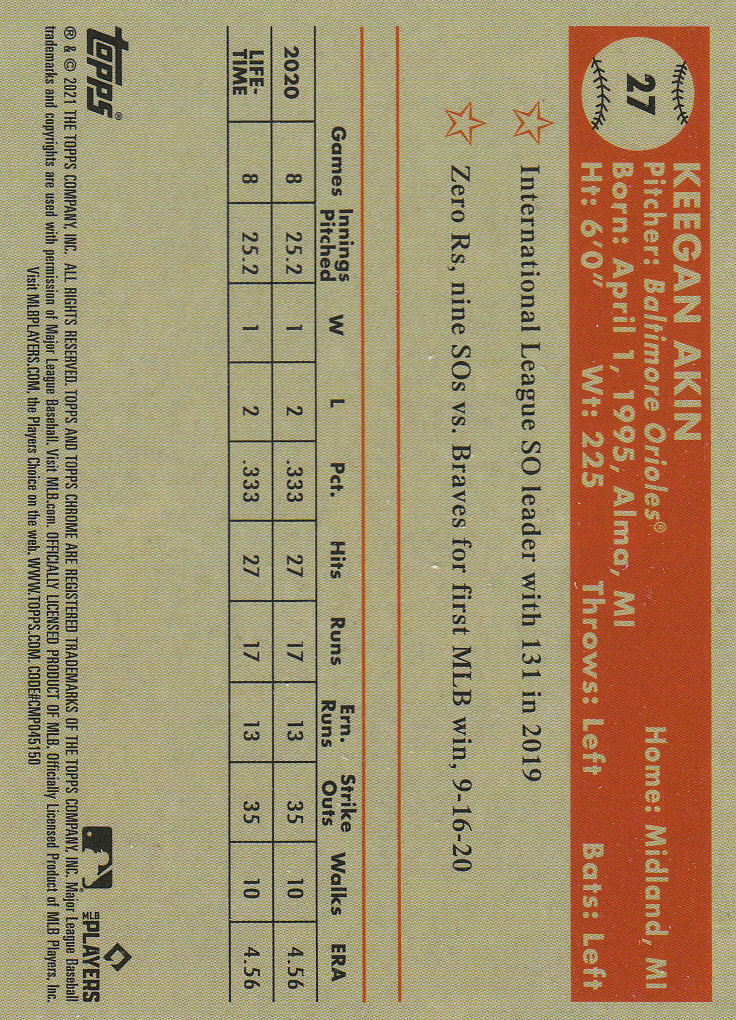 27
KEEGAN AKIN
Pitcher: Baltimore Orioles® Home: Midland, MI
Born: April 1, 1995, Alma, MI
Ht: 6'0" Wt: 225 Throws: Left Bats: Left
International League SO leader with 131 in 2019
Zero Rs, nine SOs vs. Braves for first MLB win, 9-16-20
Games Innings Pitched W L Pct. Hits Runs Ern. Runs Strike Outs Walks ERA
2020 8 25.2 1 2 .333 27 17 13 35 10 4.56
LIFE-TIME 8 25.2 1 2 .333 27 17 13 35 10 4.56
topps®
MLB PLAYERS
® & © 2021 THE TOPPS COMPANY, INC. ALL RIGHTS RESERVED. TOPPS AND TOPPS CHROME ARE REGISTERED TRADEMARKS OF THE TOPPS COMPANY, INC. Major League Baseball
trademarks and copyrights are used with permission of Major League Baseball. Visit MLB.com. OFFICIALLY LICENSED PRODUCT OF MLB. Officially Licensed Product of MLB Players, Inc.
Visit MLBPLAYERS.COM, the Players Choice on the web. WWW.TOPPS.COM. CODE#CMP045150